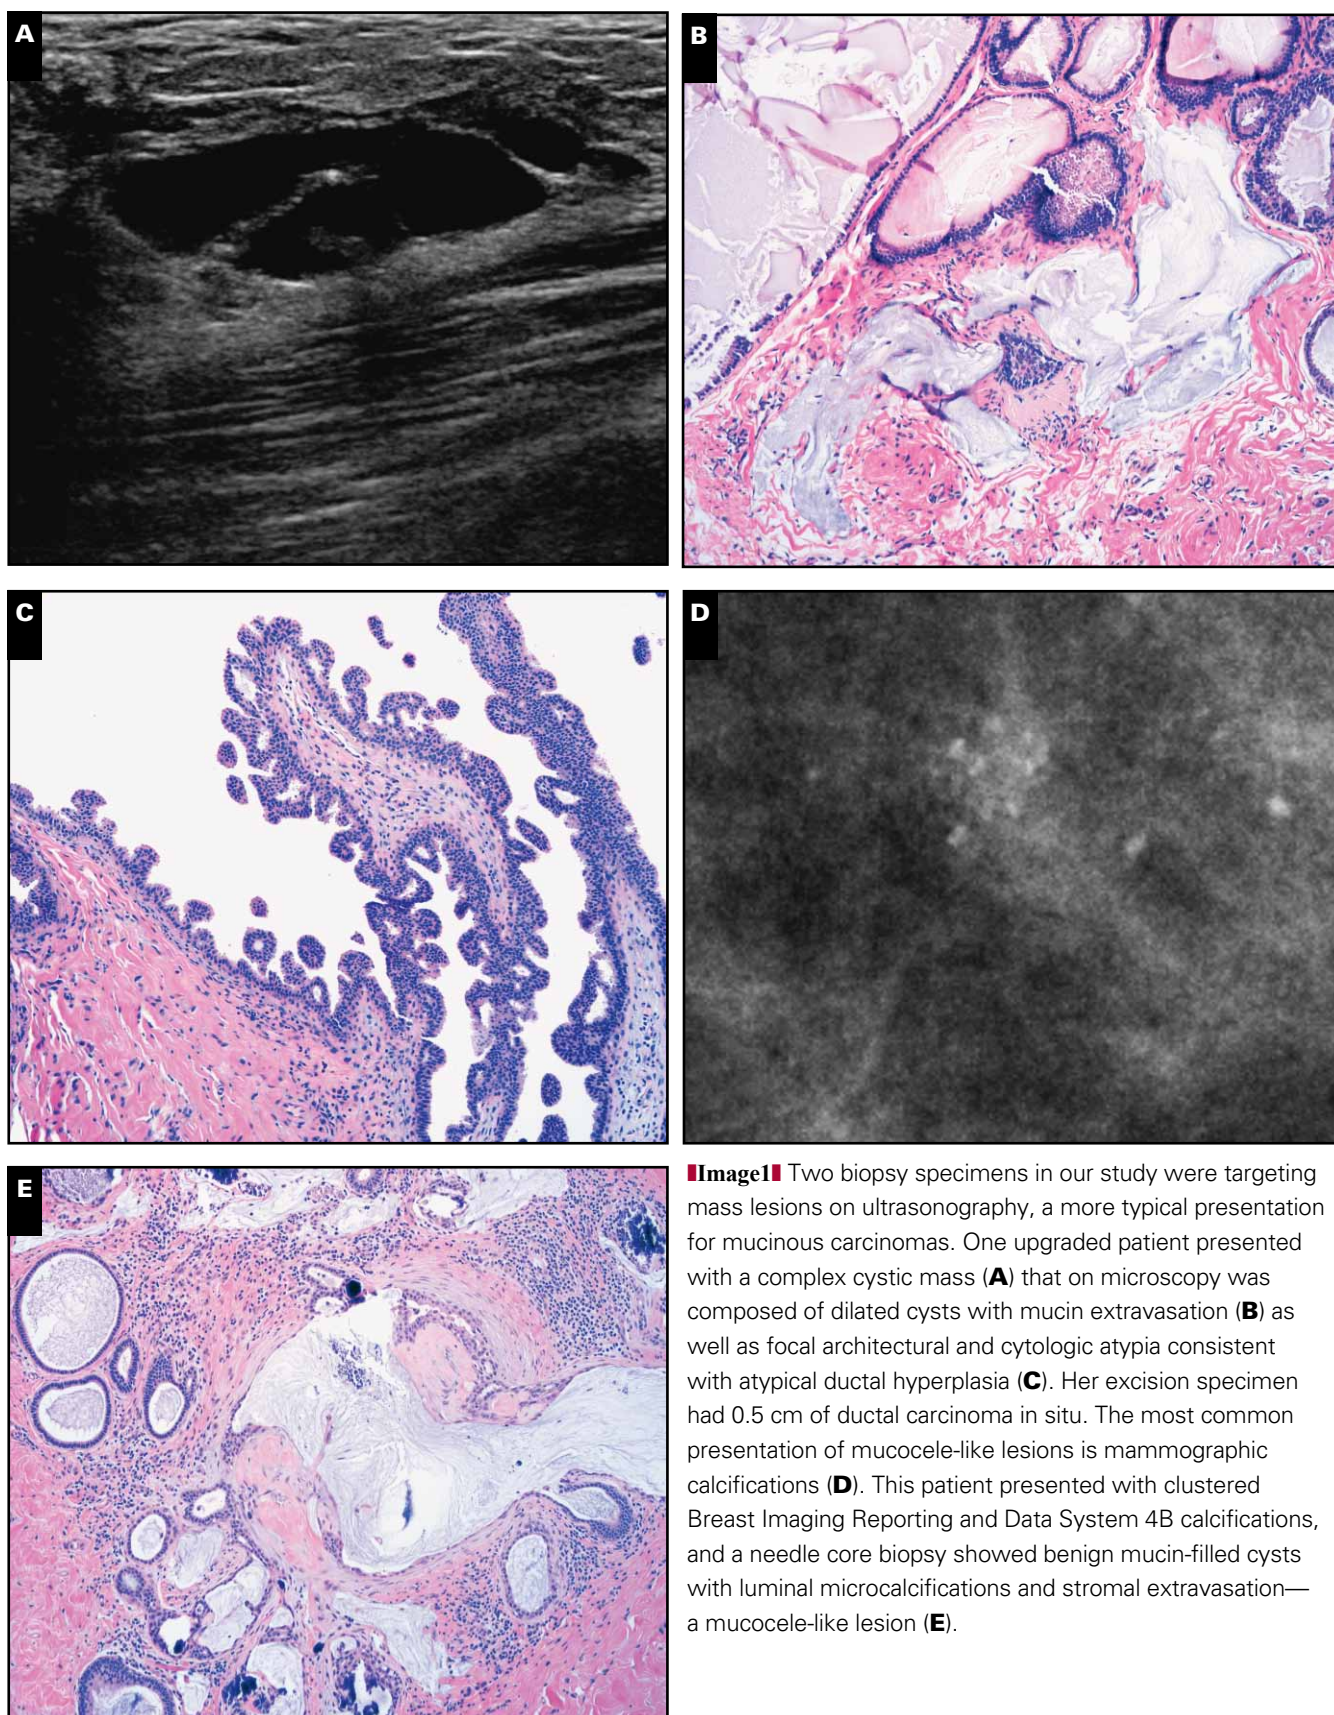 A
B
C
D
E
❚Image1❚ Two biopsy specimens in our study were targeting
mass lesions on ultrasonography, a more typical presentation
for mucinous carcinomas. One upgraded patient presented
with a complex cystic mass (A) that on microscopy was
composed of dilated cysts with mucin extravasation (B) as
well as focal architectural and cytologic atypia consistent
with atypical ductal hyperplasia (C). Her excision specimen
had 0.5 cm of ductal carcinoma in situ. The most common
presentation of mucocele-like lesions is mammographic
calcifications (D). This patient presented with clustered
Breast Imaging Reporting and Data System 4B calcifications,
and a needle core biopsy showed benign mucin-filled cysts
with luminal microcalcifications and stromal extravasation—
a mucocele-like lesion (E).